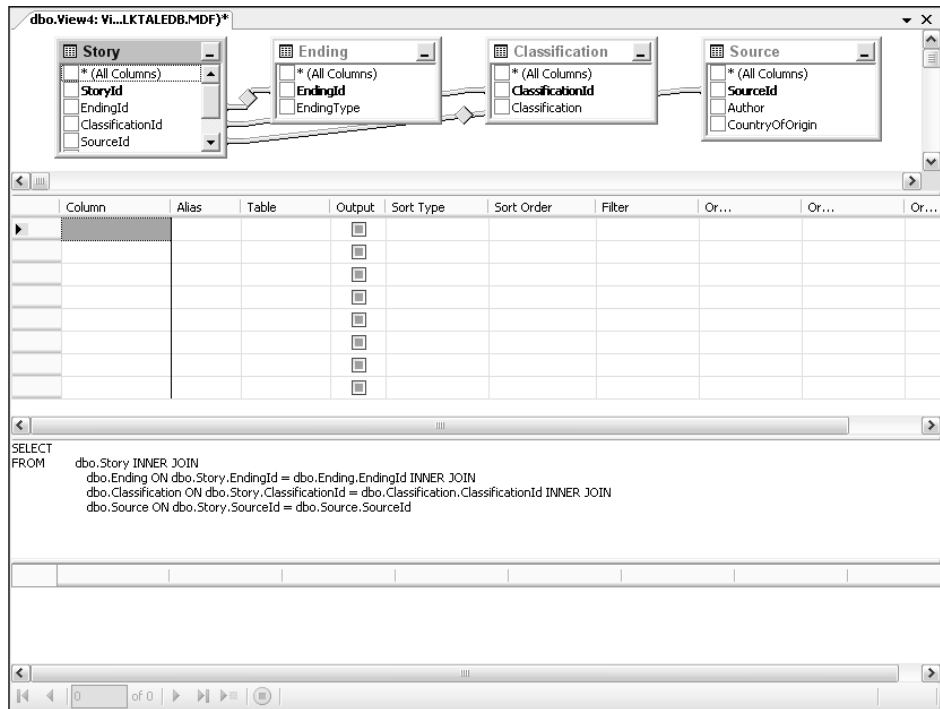 dbo.View4: Vi...LKTALEDB.MDF)*
Story
* (All Columns)
StoryId
EndingId
ClassificationId
SourceId
Ending
* (All Columns)
EndingId
EndingType
Classification
* (All Columns)
ClassificationId
Classification
Source
* (All Columns)
SourceId
Author
CountryOfOrigin
Column Alias Table Output Sort Type Sort Order Filter Or... Or... Or...
SELECT
FROM dbo.Story INNER JOIN
dbo.Ending ON dbo.Story.EndingId = dbo.Ending.EndingId INNER JOIN
dbo.Classification ON dbo.Story.ClassificationId = dbo.Classification.ClassificationId INNER JOIN
dbo.Source ON dbo.Story.SourceId = dbo.Source.SourceId
0 of 0